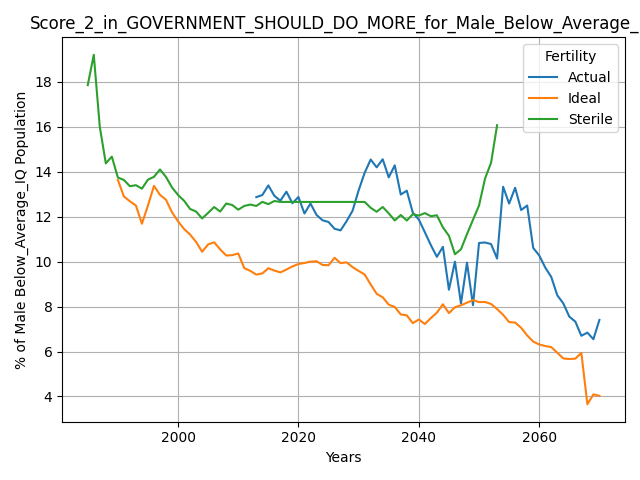 Score_2_in_GOVERNMENT_SHOULD_DO_MORE_for_Male_Below_Average_
Fertility
Actual
Ideal
Sterile
% of Male Below_Average_IQ Population
18
16
14
12
10
8
6
4
2000 2020 2040 2060
Years